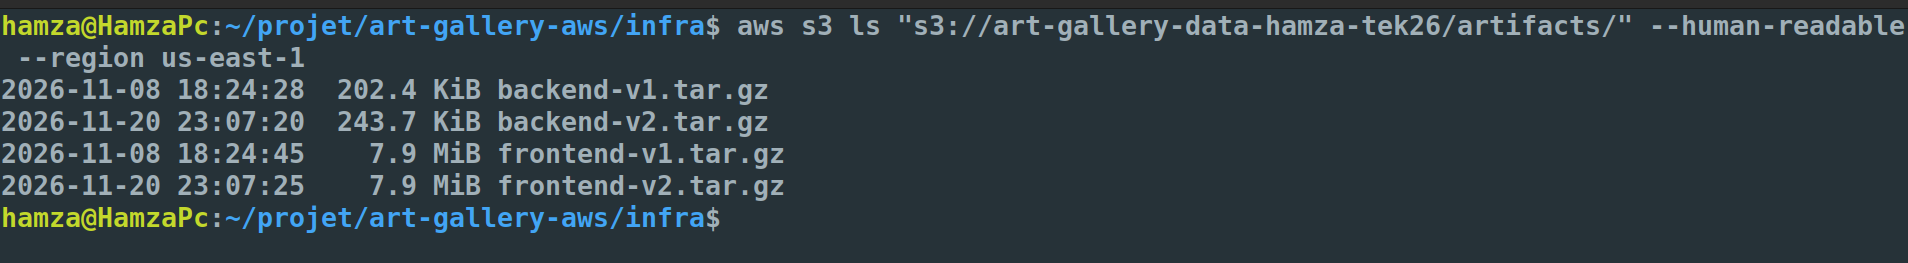 hamza@HamzaPc:~/projet/art-gallery-aws/infra$ aws s3 ls "s3://art-gallery-data-hamza-tek26/artifacts/" --human-readable
 --region us-east-1
2026-11-08 18:24:28  202.4 KiB backend-v1.tar.gz
2026-11-20 23:07:20  243.7 KiB backend-v2.tar.gz
2026-11-08 18:24:45    7.9 MiB frontend-v1.tar.gz
2026-11-20 23:07:25    7.9 MiB frontend-v2.tar.gz
hamza@HamzaPc:~/projet/art-gallery-aws/infra$